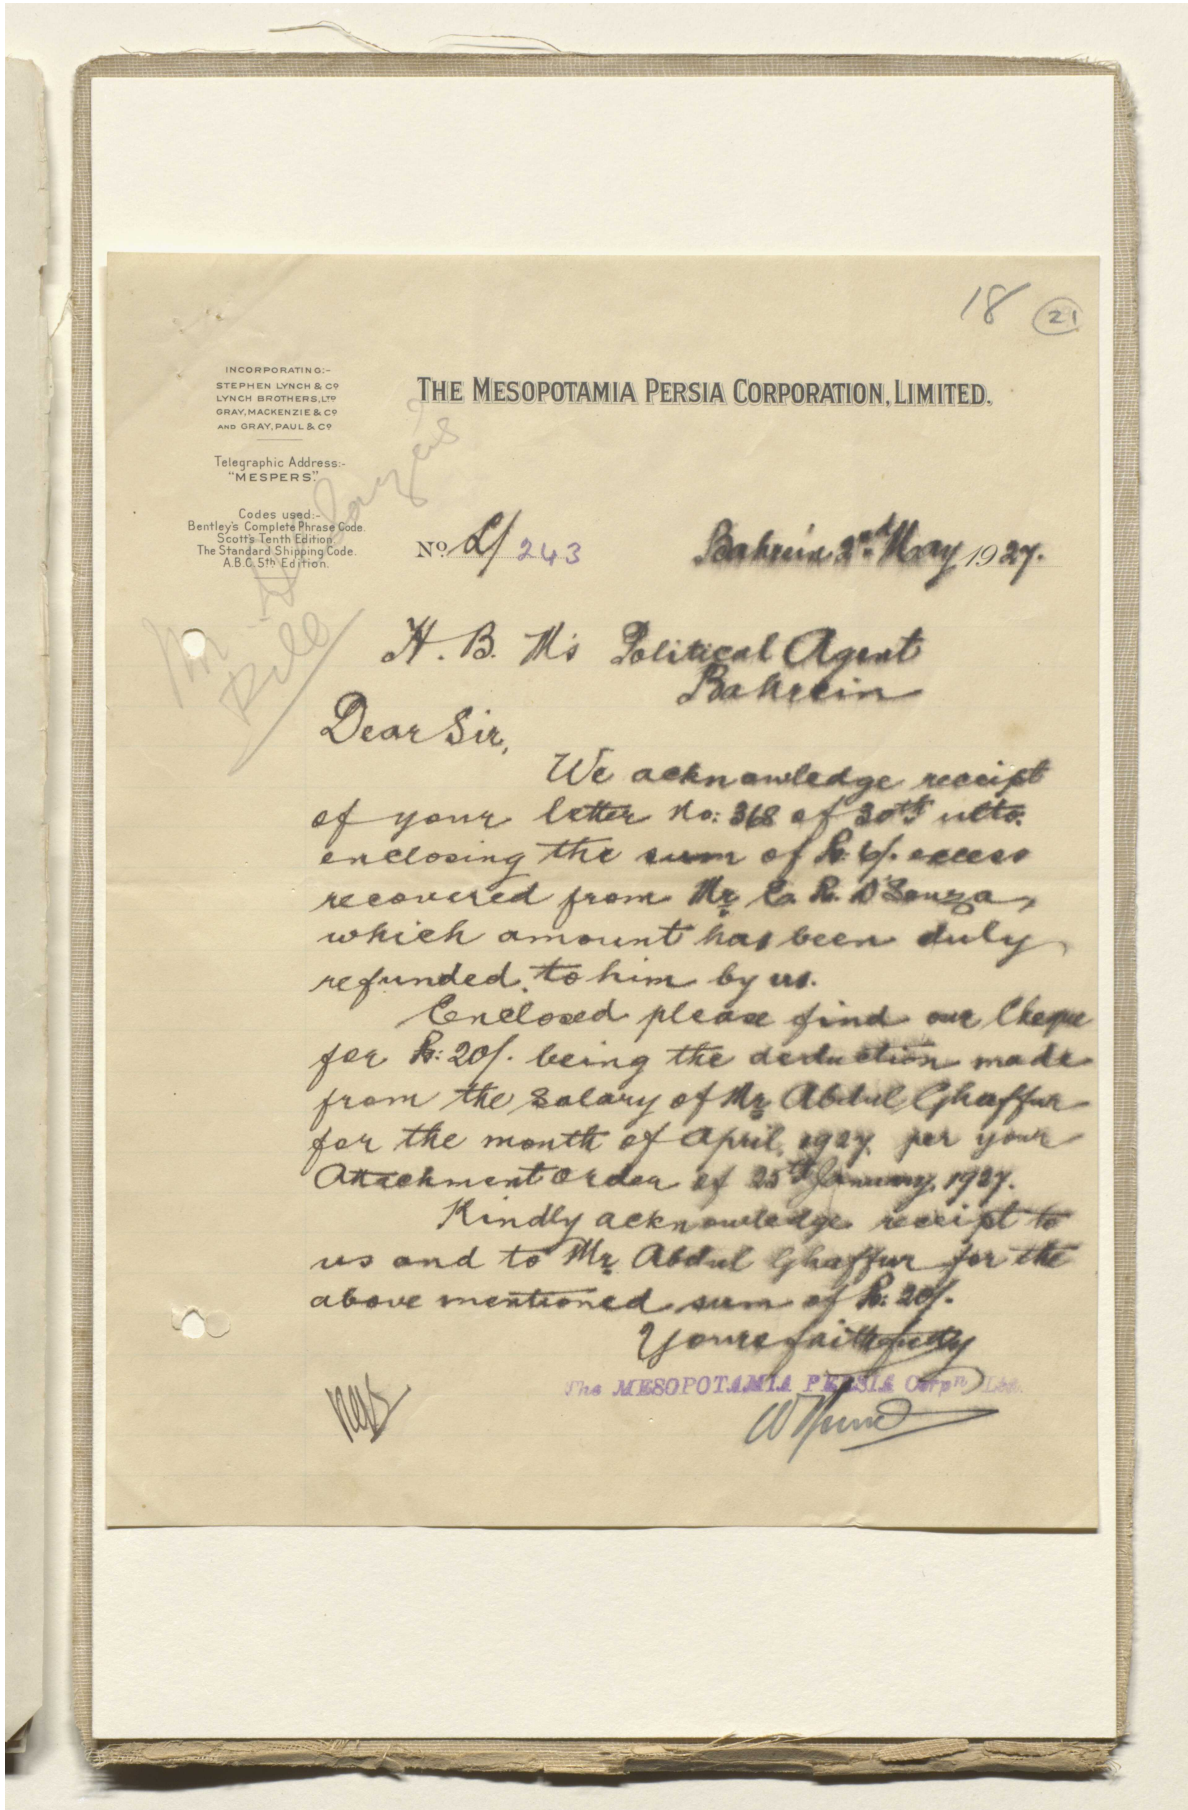 18 21
INCORPORATING:-
STEPHEN LYNCH & Co
LYNCH BROTHERS, LTD
GRAY, MACKENZIE & Co
AND GRAY, PAUL & Co
THE MESOPOTAMIA PERSIA CORPORATION, LIMITED.
Telegraphic Address:-
"MESPERS."
Codes used:-
Bentley's Complete Phrase Code.
Scott's Tenth Edition.
The Standard Shipping Code.
A.B.C. 5th Edition.
No. L/ 243
Bahrein 2nd May 1927.
Mr D'Souza's
File
H. B. M's Political Agent
Bahrein
Dear Sir,
We acknowledge receipt
of your letter No: 368 of 30th ulto.
enclosing the sum of Rs. 6/. excess
recovered from Mr D'Souza,
which amount has been duly
refunded to him by us.
Enclosed please find our Cheque
for Rs: 20/. being the deduction made
from the Salary of Mr Abdul Ghaffur
for the month of April, 1927, per your
Attachment Order of 25th January, 1927.
Kindly acknowledge receipt to
us and to Mr Abdul Ghaffur for the
above mentioned sum of Rs: 20/.
Yours faithfully
The MESOPOTAMIA PERSIA Corpn Ltd.